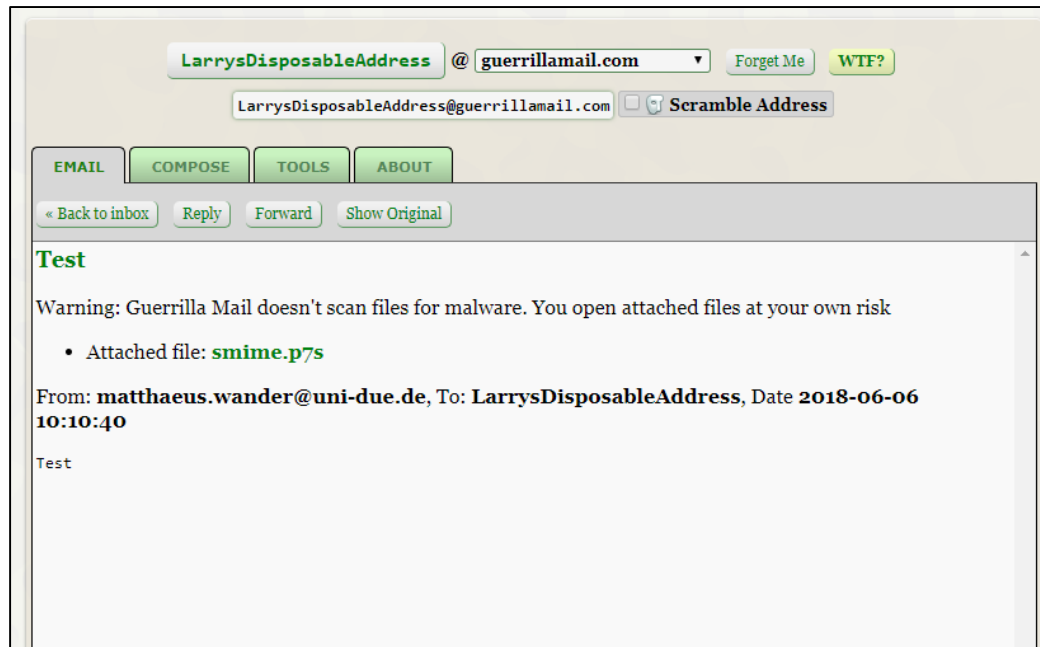 LarrysDisposableAddress @ guerrillamail.com Forget Me WTF?
LarrysDisposableAddress@guerrillamail.com Scramble Address
EMAIL COMPOSE TOOLS ABOUT
« Back to inbox Reply Forward Show Original
Test
Warning: Guerrilla Mail doesn't scan files for malware. You open attached files at your own risk
• Attached file: smime.p7s
From: matthaeus.wander@uni-due.de, To: LarrysDisposableAddress, Date 2018-06-06
10:10:40
Test